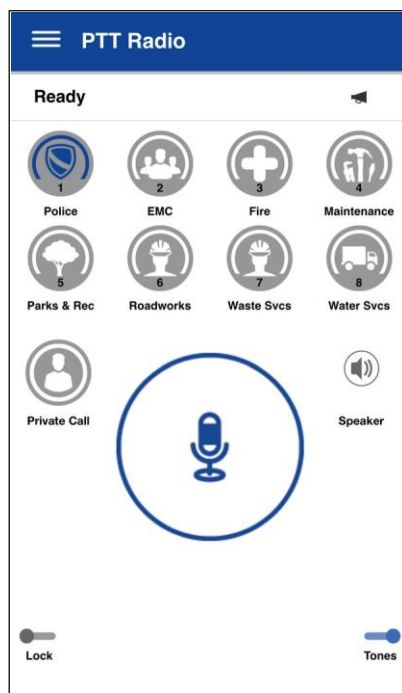 PTT Radio
Ready
1 2 3 4
Police EMC Fire Maintenance
5 6 7 8
Parks & Rec Roadworks Waste Svcs Water Svcs
Private Call Speaker
Lock Tones